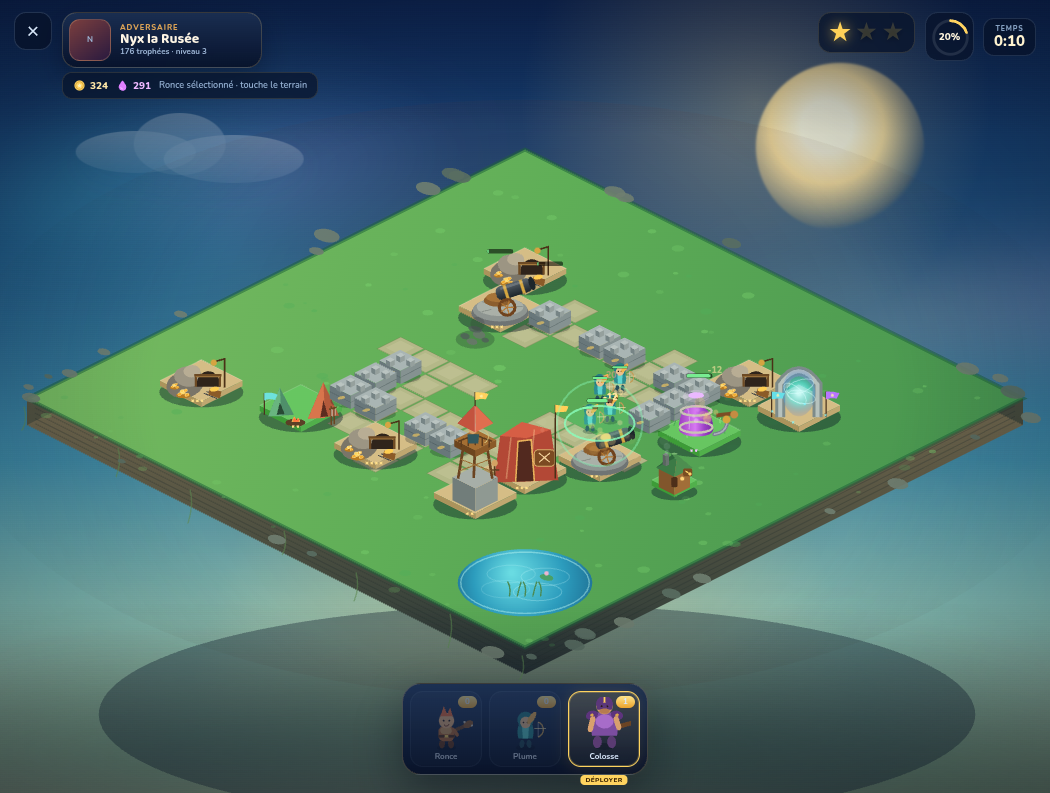 ✕
ADVERSAIRE
N
Nyx la Rusée
176 trophées · niveau 3
324 291 Ronce sélectionné · touche le terrain
20%
TEMPS
0:10
-12
-12
Ronce
Plume
Colosse
DÉPLOYER